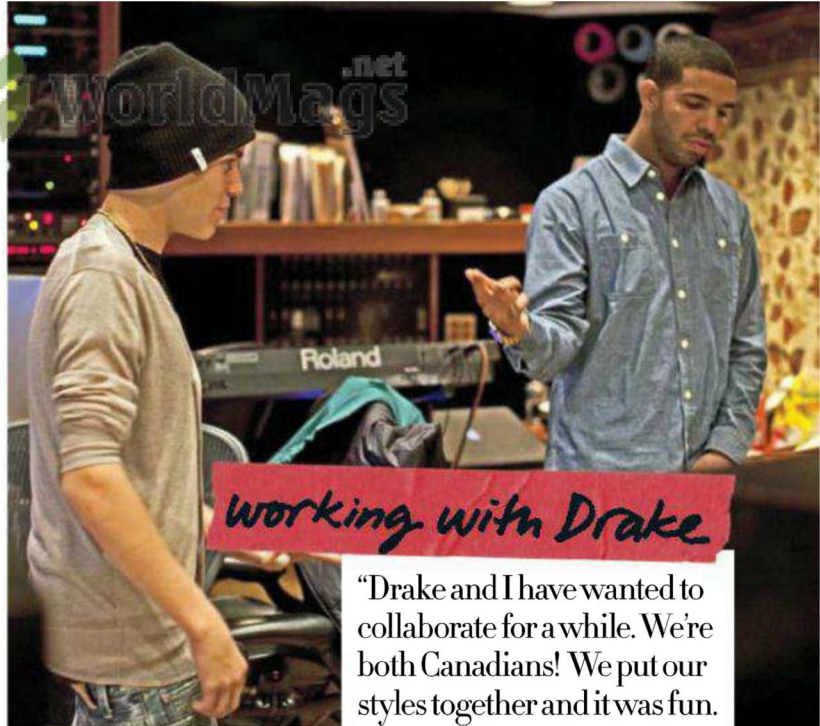 WorldMags.net
Roland
working with Drake
“Drake and I have wanted to
collaborate for a while. We're
both Canadians! We put our
styles together and it was fun.